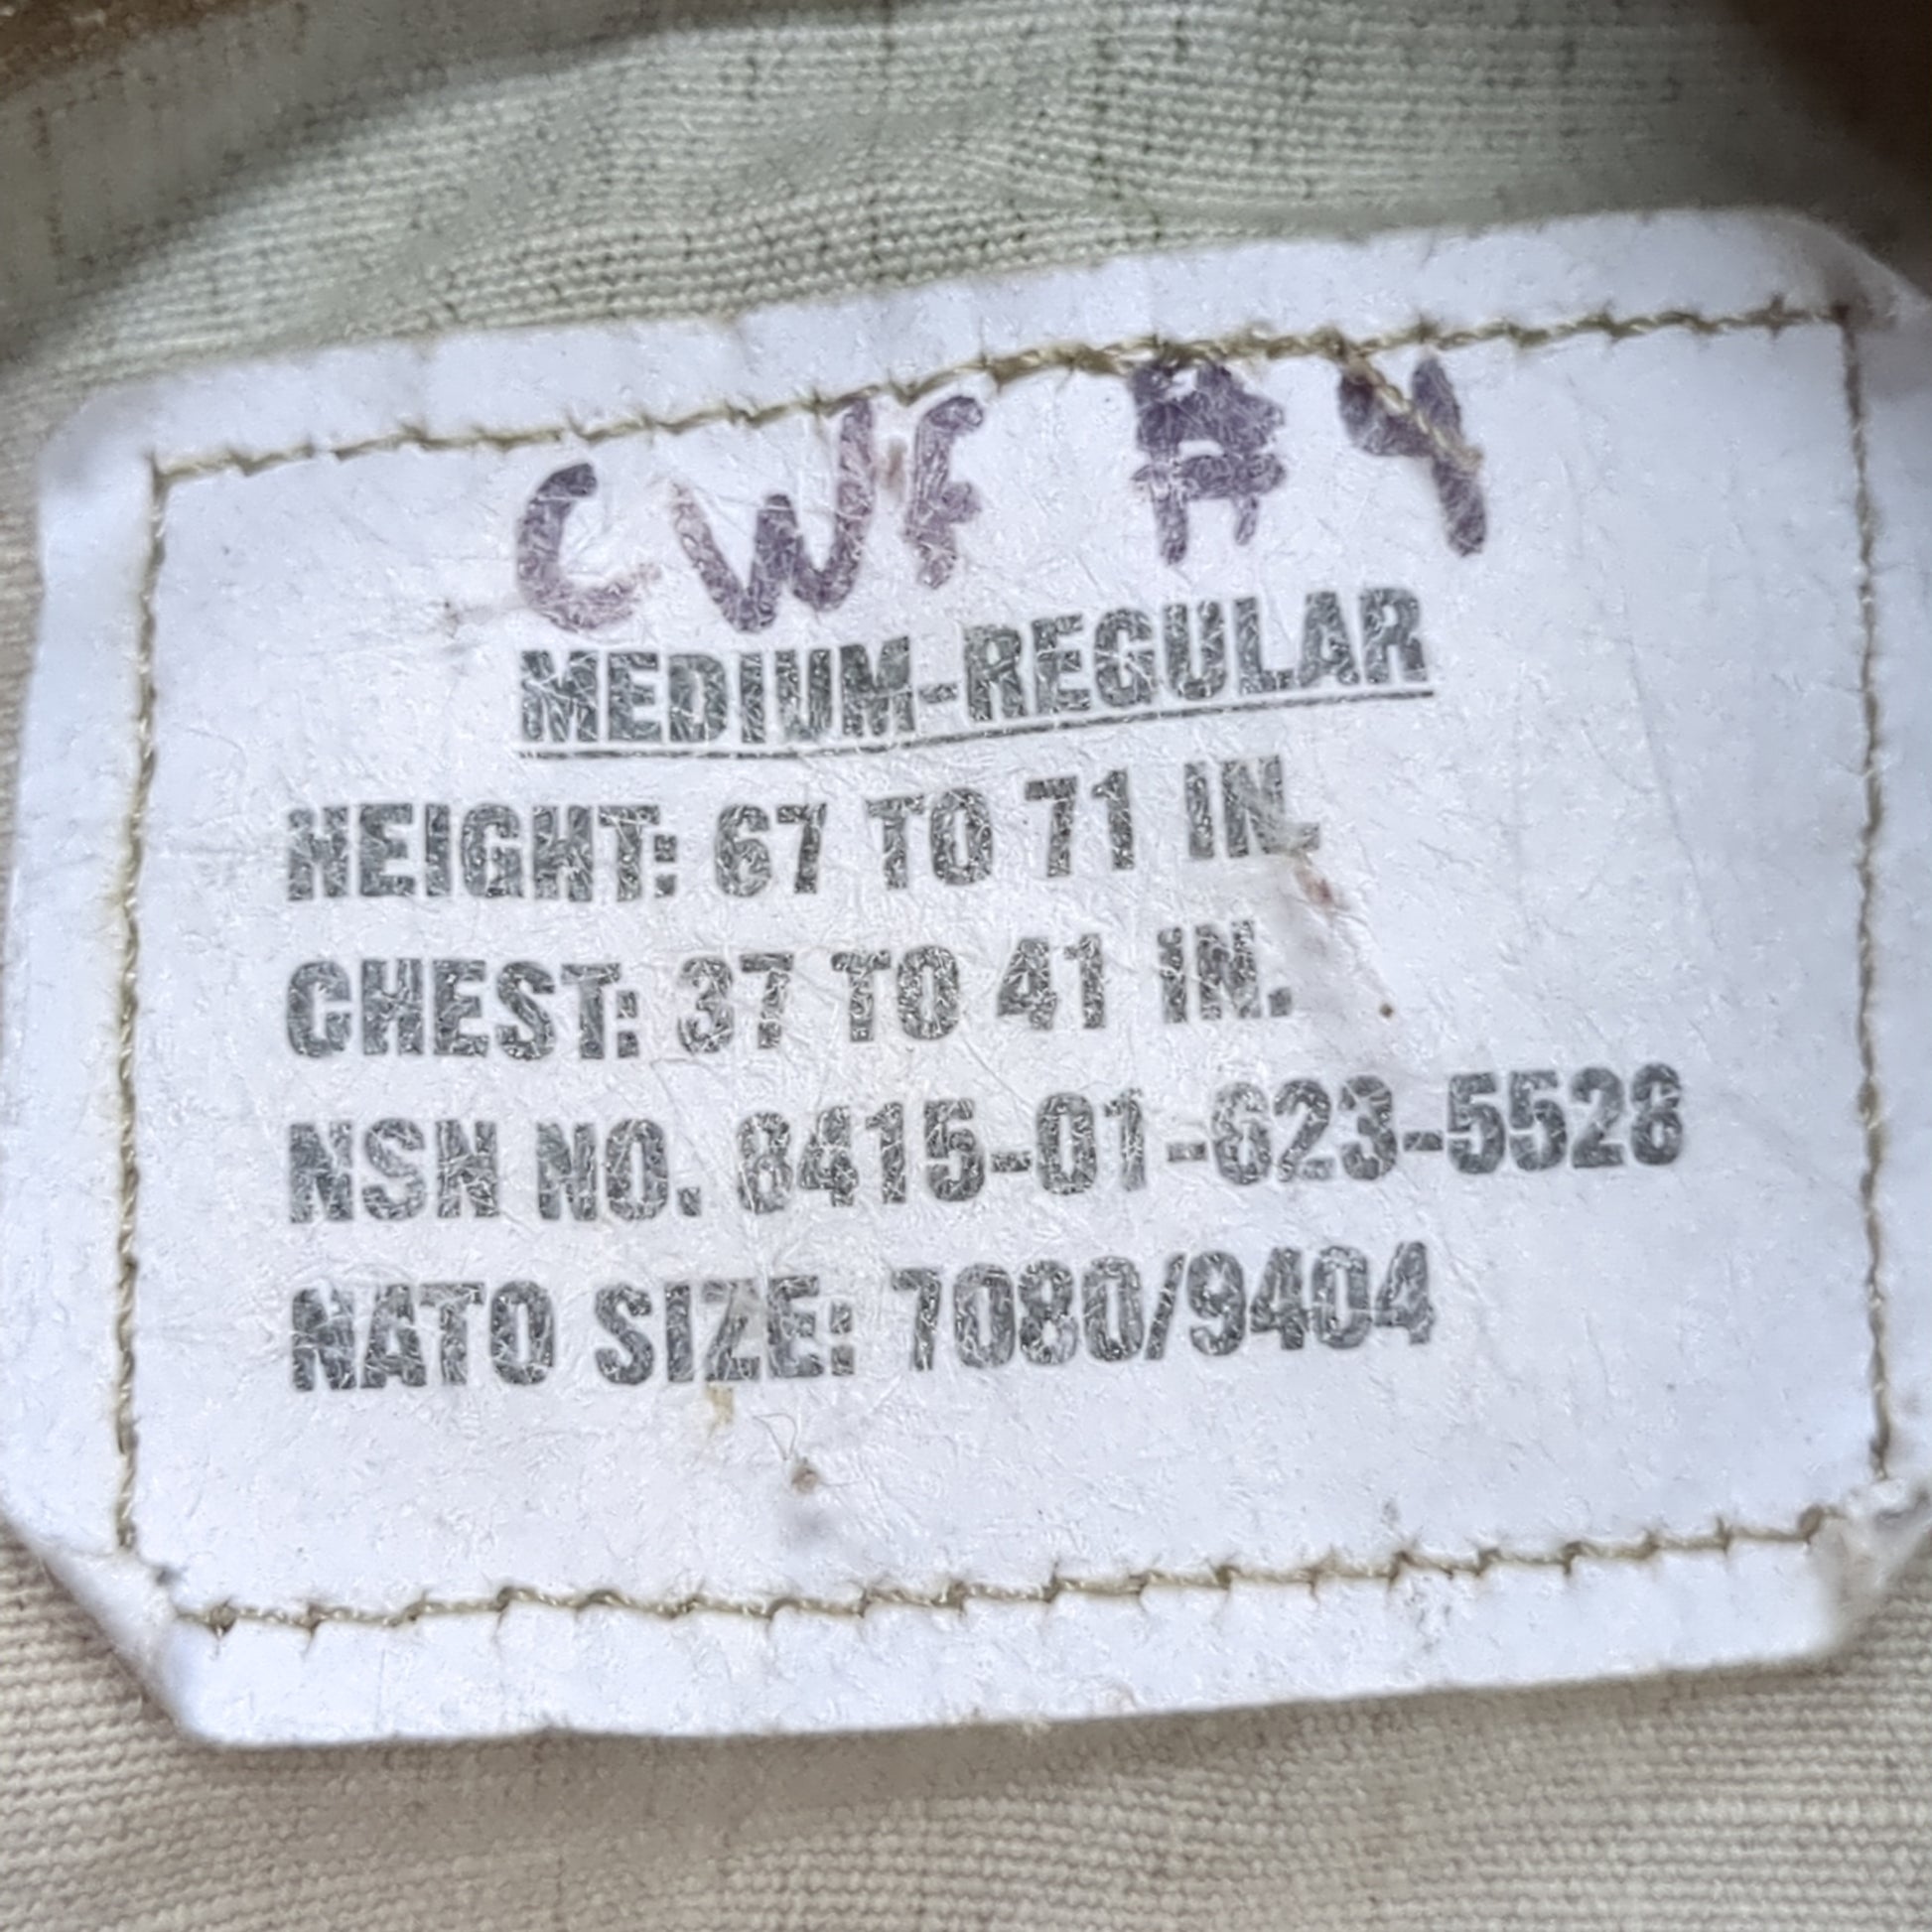 CWF #4
MEDIUM-REGULAR
HEIGHT: 67 TO 71 IN.
CHEST: 37 TO 41 IN.
NSN NO. 8415-01-623-5528
NATO SIZE: 7080/9404